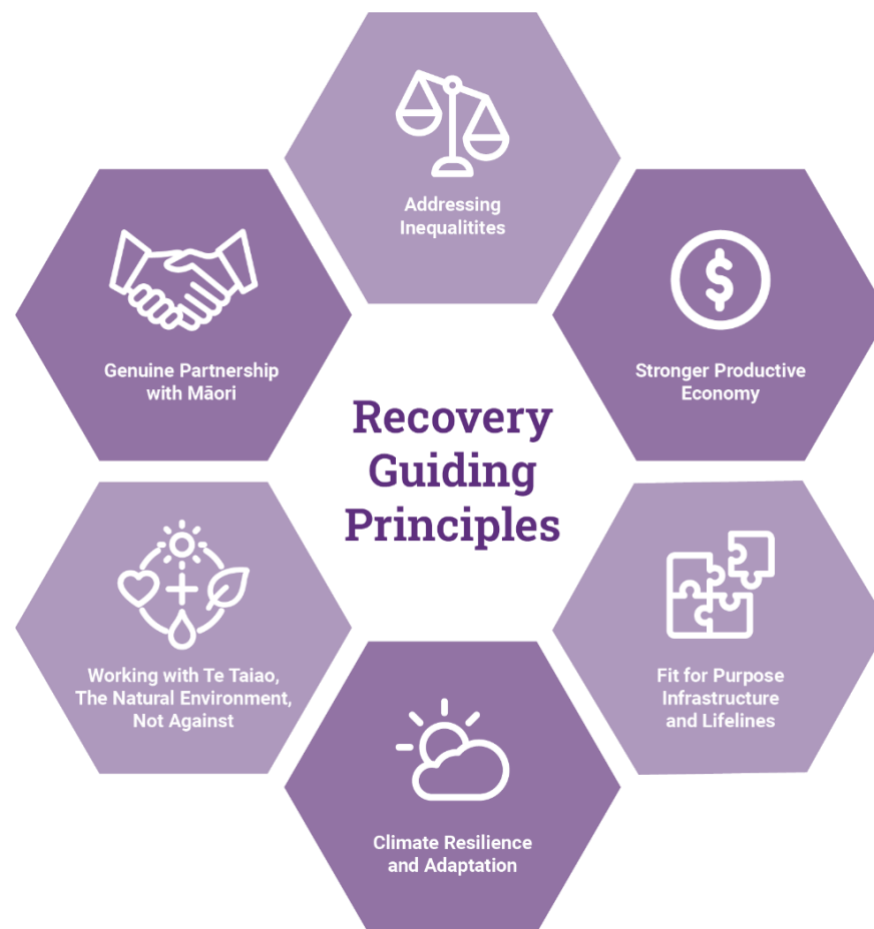 Addressing
Inequalitites
Genuine Partnership
with Māori
$
Stronger Productive
Economy
Recovery
Guiding
Principles
Working with Te Taiao,
The Natural Environment,
Not Against
Fit for Purpose
Infrastructure
and Lifelines
Climate Resilience
and Adaptation